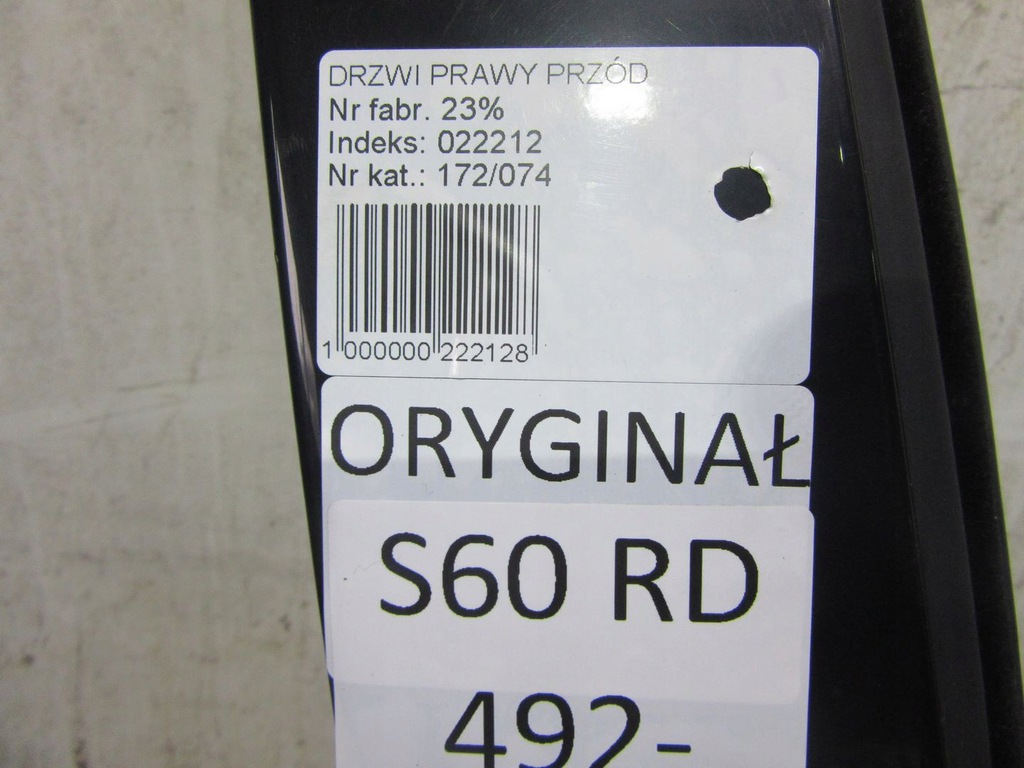 DRZWI PRAWY PRZÓD
Nr fabr. 23%
Indeks: 022212
Nr kat.: 172/074
1 000000 222128
ORYGINAŁ
S60 RD
492-